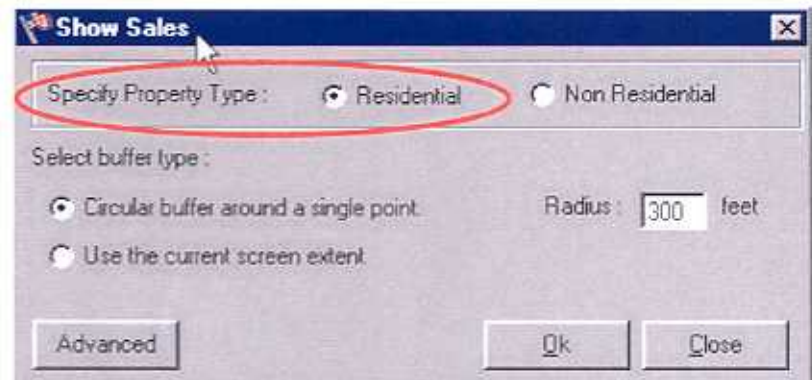 Show Sales
Specify Property Type : Residential Non Residential
Select buffer type :
Circular buffer around a single point. Radius : 300 feet
Use the current screen extent
Advanced Ok Close